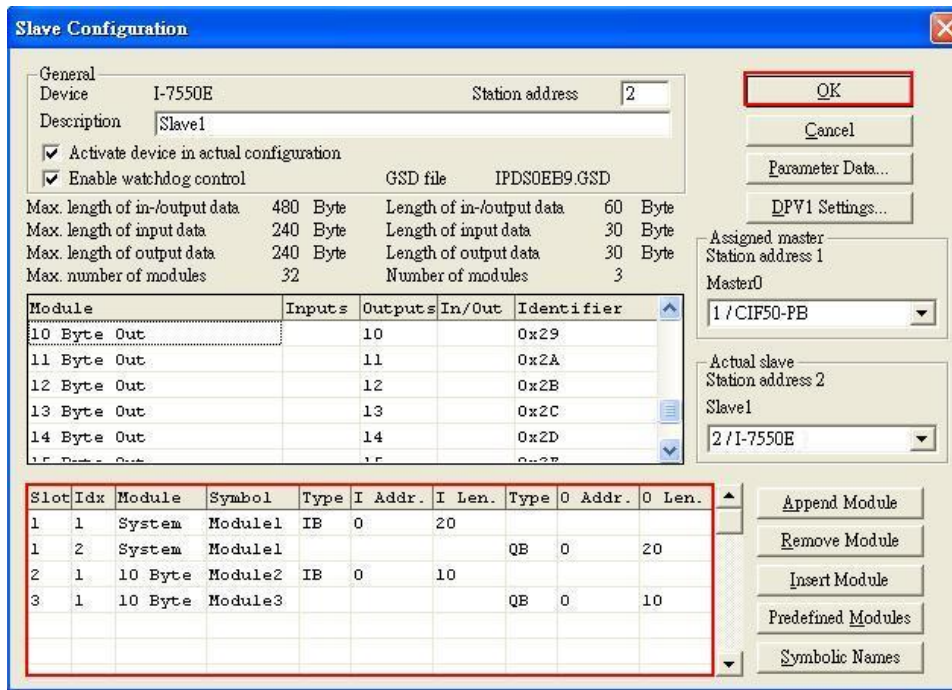 Slave Configuration
General
Device I-7550E Station address 2
Description Slave1
Activate device in actual configuration
Enable watchdog control GSD file IPDS0EB9.GSD
Max. length of in-/output data 480 Byte Length of in-/output data 60 Byte
Max. length of input data 240 Byte Length of input data 30 Byte
Max. length of output data 240 Byte Length of output data 30 Byte
Max. number of modules 32 Number of modules 3
OK
Cancel
Parameter Data...
DPV1 Settings...
Assigned master
Station address 1
Master0
1 / CIF50-PB
Actual slave
Station address 2
Slave1
2 / I-7550E
Module Inputs Outputs In/Out Identifier
10 Byte Out 10 0x29
11 Byte Out 11 0x2A
12 Byte Out 12 0x2B
13 Byte Out 13 0x2C
14 Byte Out 14 0x2D
Slot Idx Module Symbol Type I Addr. I Len. Type O Addr. O Len.
1 1 System Module1 IB 0 20
1 2 System Module1 QB 0 20
2 1 10 Byte Module2 IB 0 10
3 1 10 Byte Module3 QB 0 10
Append Module
Remove Module
Insert Module
Predefined Modules
Symbolic Names